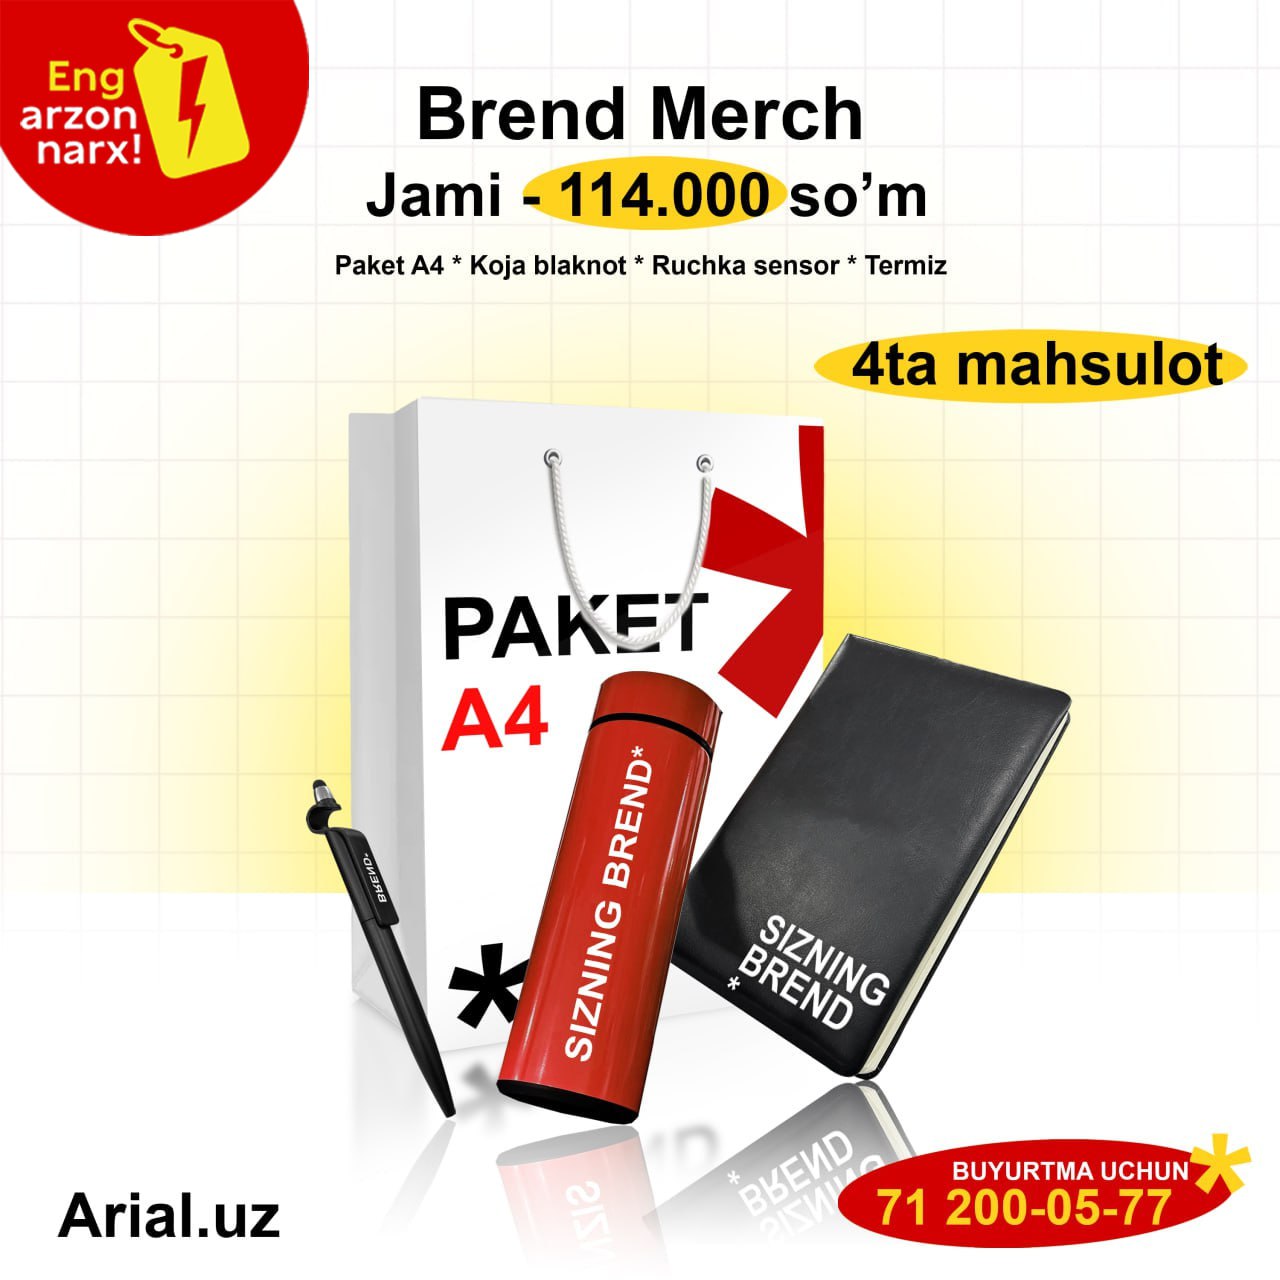 Eng
arzon
narx!
Brend Merch
Jami - 114.000 so’m
Paket A4 * Koja blaknot * Ruchka sensor * Termiz
4ta mahsulot
PAKET
A4
BREND*
SIZNING BREND*
SIZNING
BREND
*
*
BUYURTMA UCHUN
71 200-05-77
Arial.uz